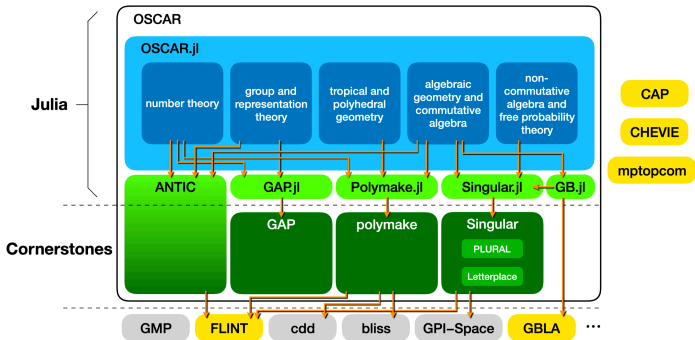 OSCAR
OSCAR.jl
number theory
group and
representation
theory
tropical and
polyhedral
geometry
algebraic
geometry and
commutative
algebra
non-
commutative
algebra and
free probability
theory
Julia
CAP
CHEVIE
mptopcom
ANTIC
GAP.jl
Polymake.jl
Singular.jl
GB.jl
Cornerstones
GAP
polymake
Singular
PLURAL
Letterplace
GMP
FLINT
cdd
bliss
GPI-Space
GBLA
...